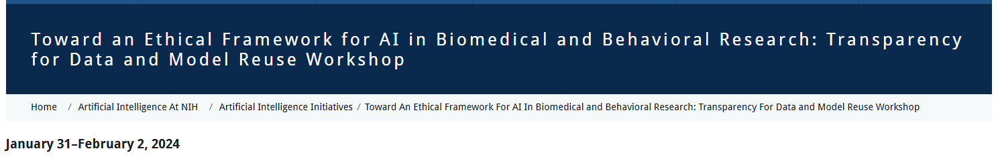 Toward an Ethical Framework for AI in Biomedical and Behavioral Research: Transparency
for Data and Model Reuse Workshop
Home / Artificial Intelligence At NIH / Artificial Intelligence Initiatives / Toward An Ethical Framework For AI In Biomedical and Behavioral Research: Transparency For Data and Model Reuse Workshop
January 31–February 2, 2024